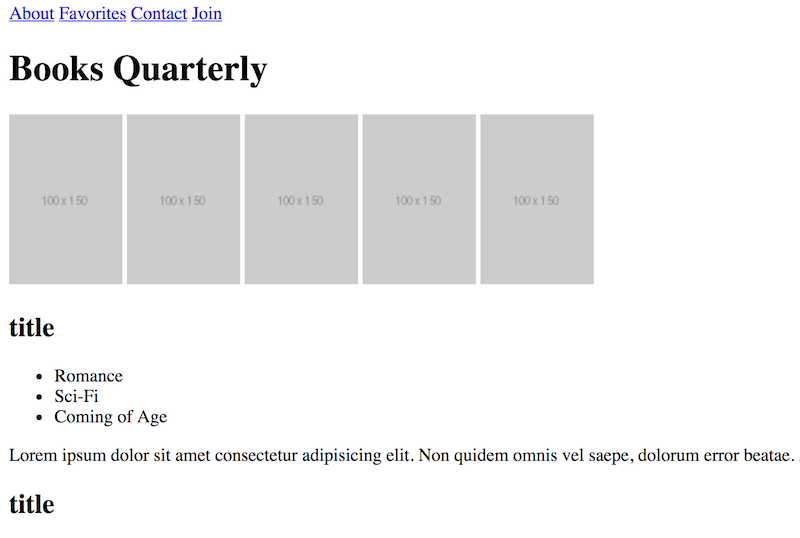 About Favorites Contact Join
Books Quarterly
100 x 150 100 x 150 100 x 150 100 x 150 100 x 150
title
Romance
Sci-Fi
Coming of Age
Lorem ipsum dolor sit amet consectetur adipisicing elit. Non quidem omnis vel saepe, dolorum error beatae.
title